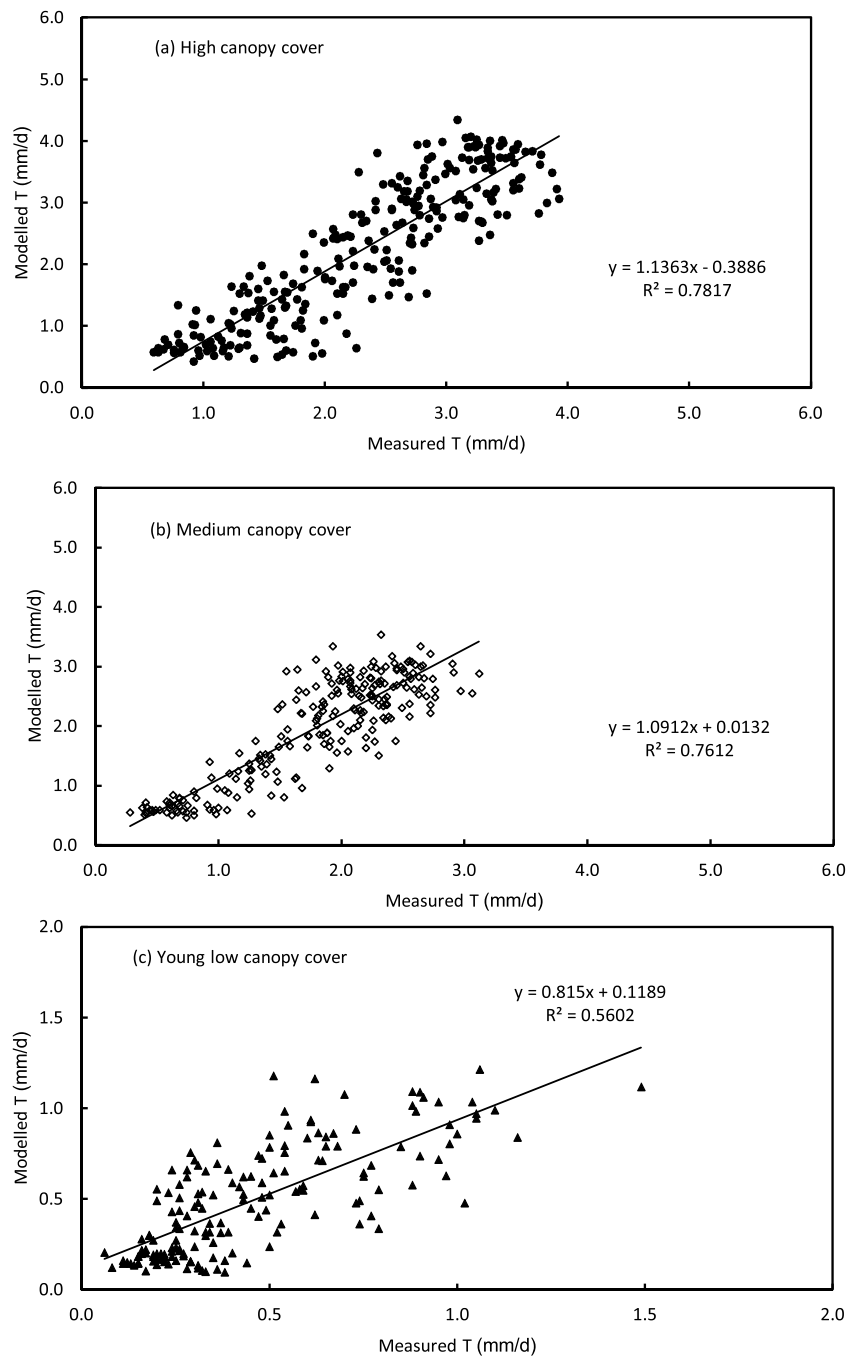 6.0
(a) High canopy cover
5.0
4.0
3.0
2.0
1.0
0.0
Modelled T (mm/d)
y = 1.1363x - 0.3886
R² = 0.7817
0.0 1.0 2.0 3.0 4.0 5.0 6.0
Measured T (mm/d)
6.0
(b) Medium canopy cover
5.0
4.0
3.0
2.0
1.0
0.0
Modelled T (mm/d)
y = 1.0912x + 0.0132
R² = 0.7612
0.0 1.0 2.0 3.0 4.0 5.0 6.0
Measured T (mm/d)
2.0
(c) Young low canopy cover
1.5
1.0
0.5
0.0
Modelled T (mm/d)
y = 0.815x + 0.1189
R² = 0.5602
0.0 0.5 1.0 1.5 2.0
Measured T (mm/d)